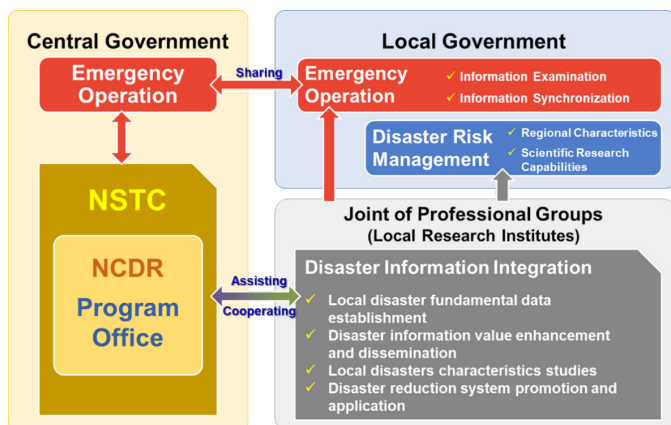 Central Government
Emergency
Operation
NSTC
NCDR
Program
Office
Sharing
Assisting
Cooperating
Local Government
Emergency
Operation
✓ Information Examination
✓ Information Synchronization
Disaster Risk
Management
✓ Regional Characteristics
✓ Scientific Research
Capabilities
Joint of Professional Groups
(Local Research Institutes)
Disaster Information Integration
✓ Local disaster fundamental data
establishment
✓ Disaster information value enhancement
and dissemination
✓ Local disasters characteristics studies
✓ Disaster reduction system promotion and
application